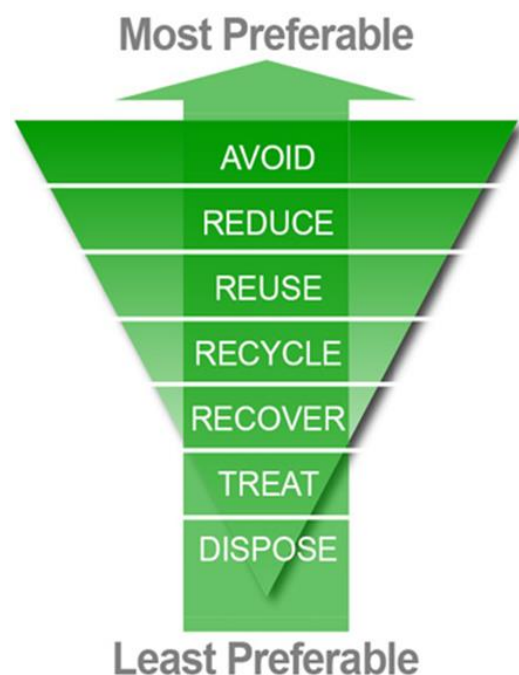 Most Preferable
AVOID
REDUCE
REUSE
RECYCLE
RECOVER
TREAT
DISPOSE
Least Preferable